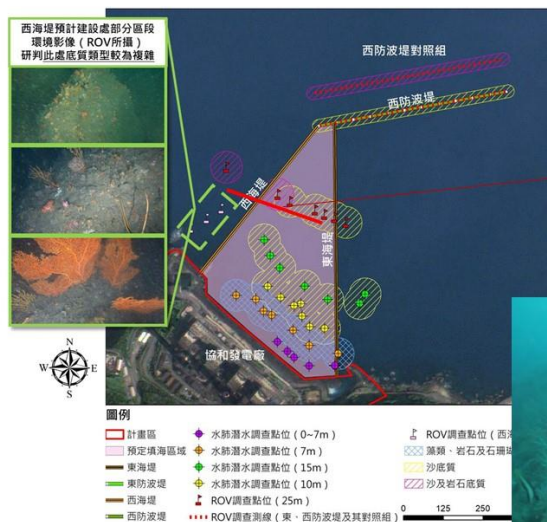 西海堤預計建設處部分區段
環境影像（ROV所攝）
研判此處底質類型較為複雜
西防波堤對照組
西防波堤
西海堤
東海堤
協和發電廠
N
W
E
S
圖例
計畫區
預定填海區域
東海堤
東防波堤
西海堤
西防波堤
水肺潛水調查點位（0~7m）
水肺潛水調查點位（7m）
水肺潛水調查點位（15m）
水肺潛水調查點位（10m）
ROV調查點位（25m）
ROV調查測線（東、西防波堤及其對照組）
ROV調查點位（西海
藻類、岩石及石珊瑚
沙底質
沙及岩石底質
0 125 250